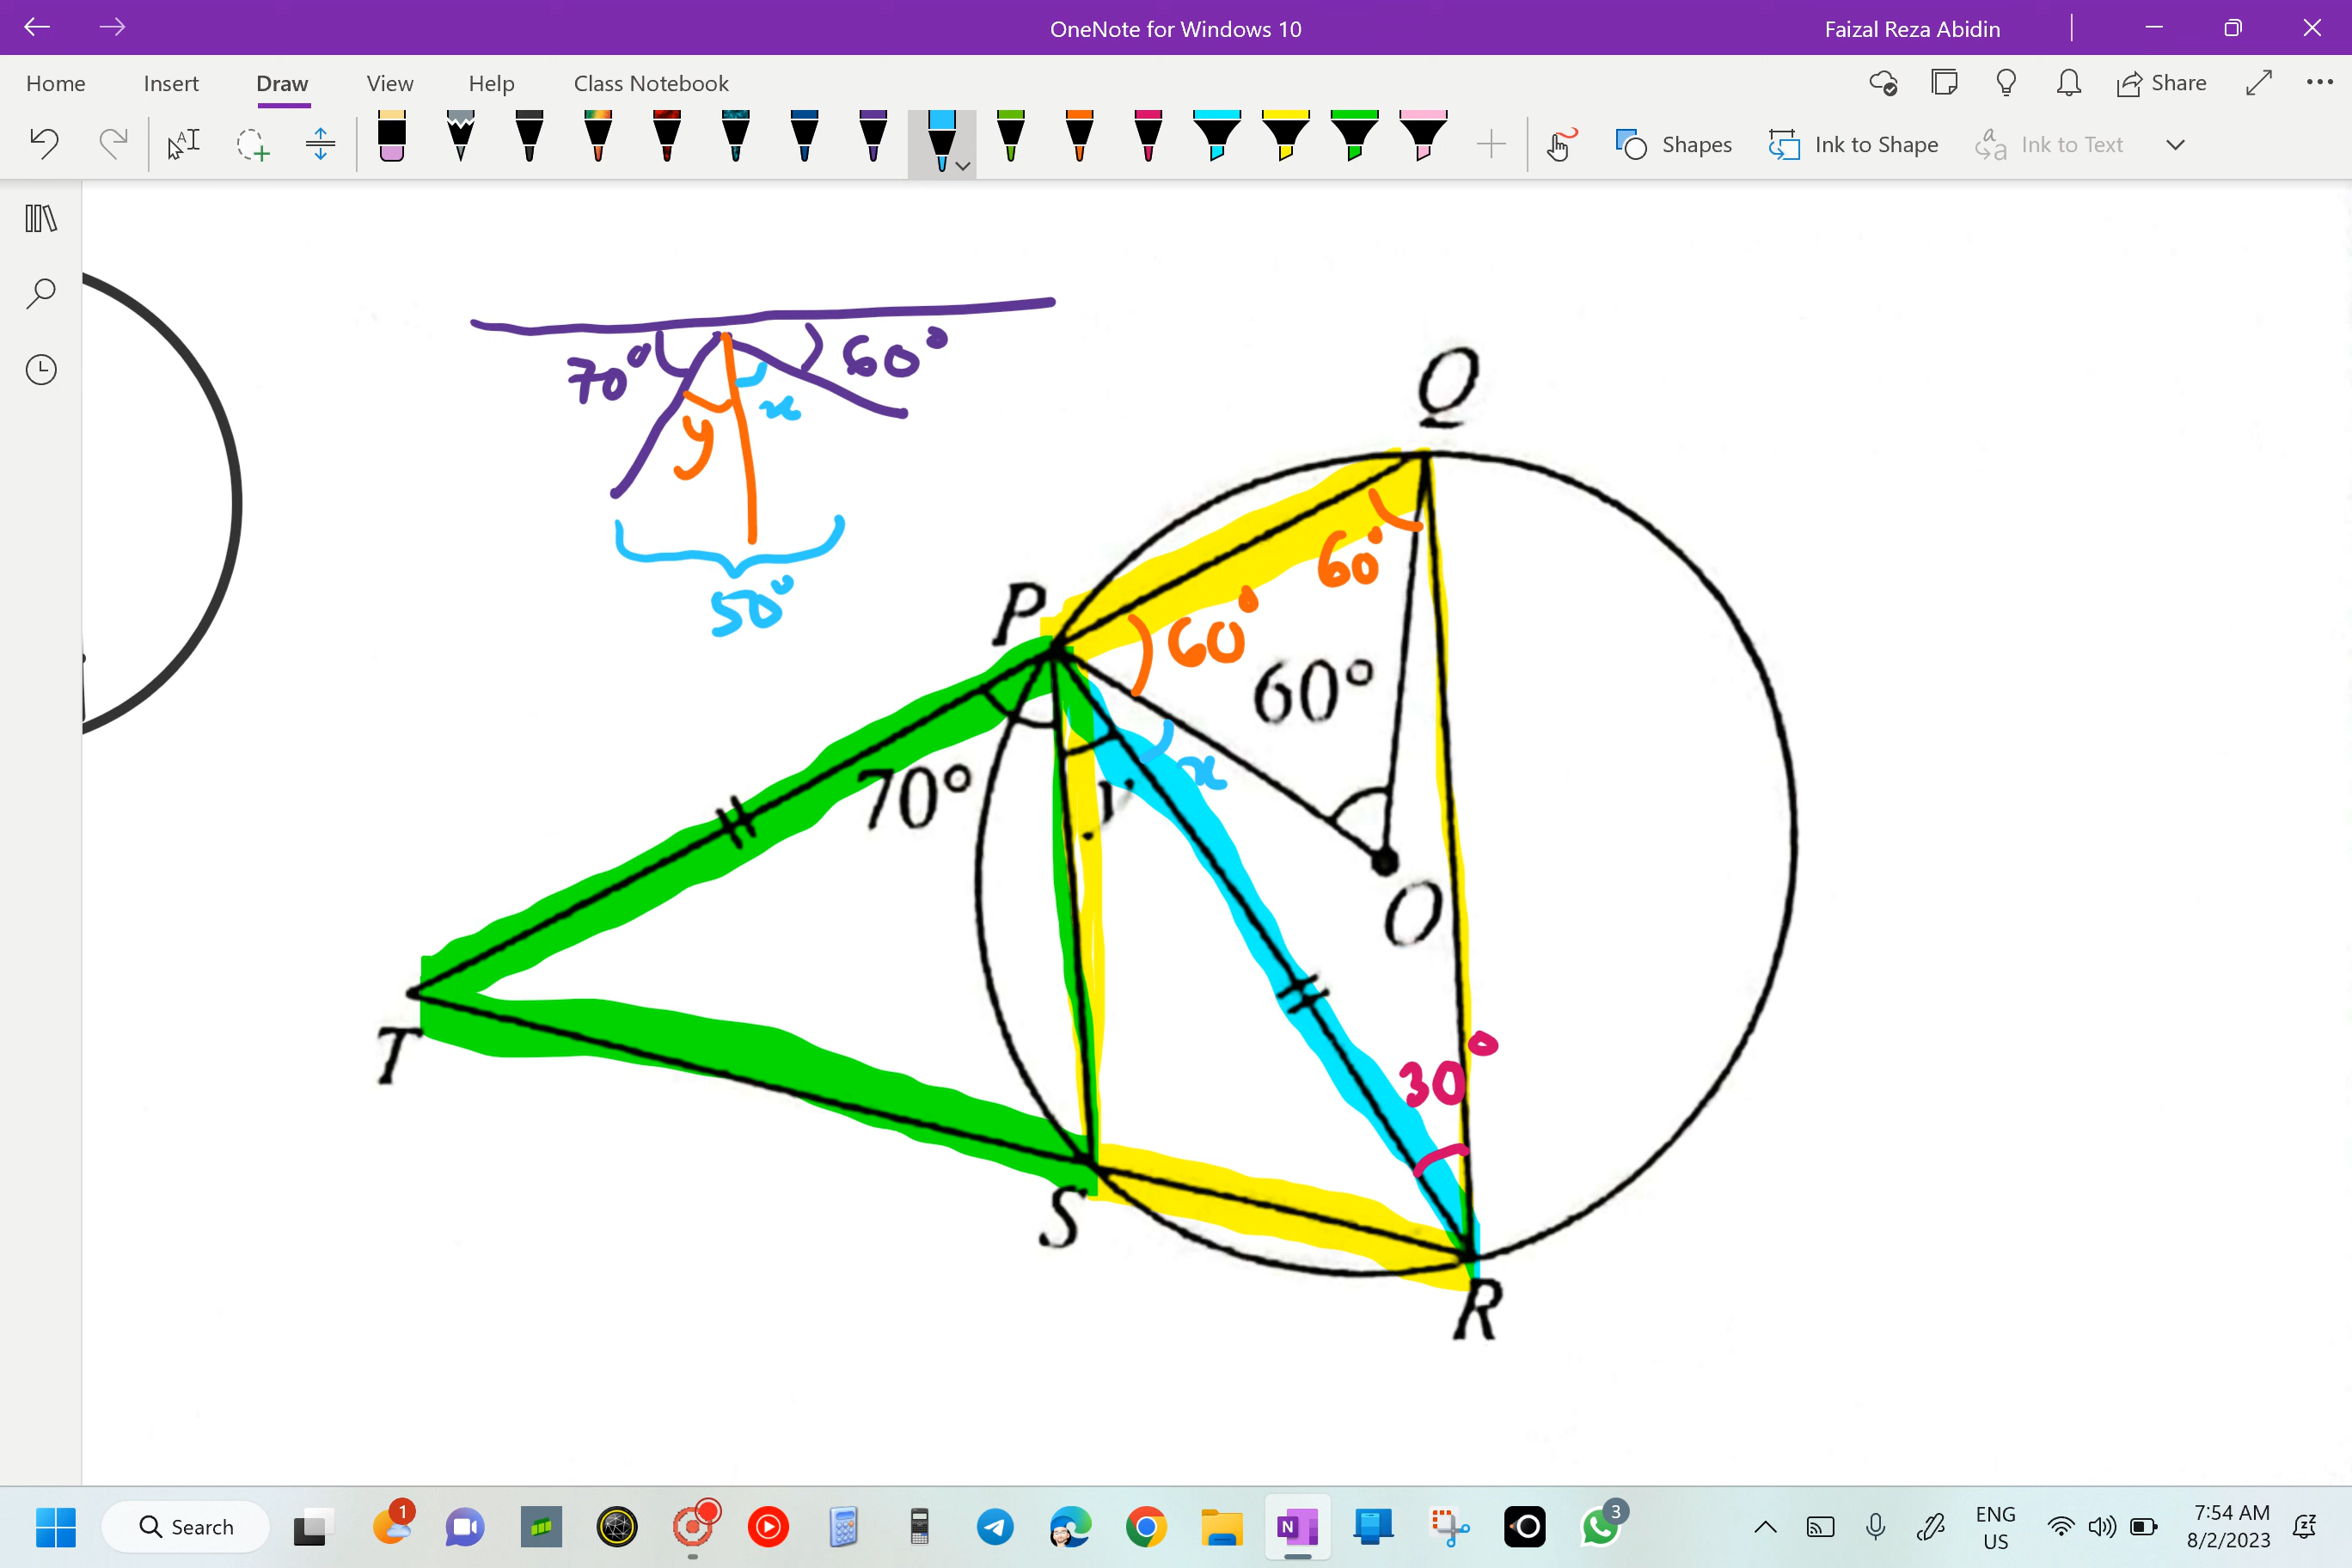 OneNote for Windows 10
Faizal Reza Abidin
Home Insert Draw View Help Class Notebook
Share
Shapes Ink to Shape Ink to Text
70° 60°
y x
50°
Q
60°
P
60°
60°
70°
y x
O
T
30°
S
R
Search
1
3
ENG
US
7:54 AM
8/2/2023